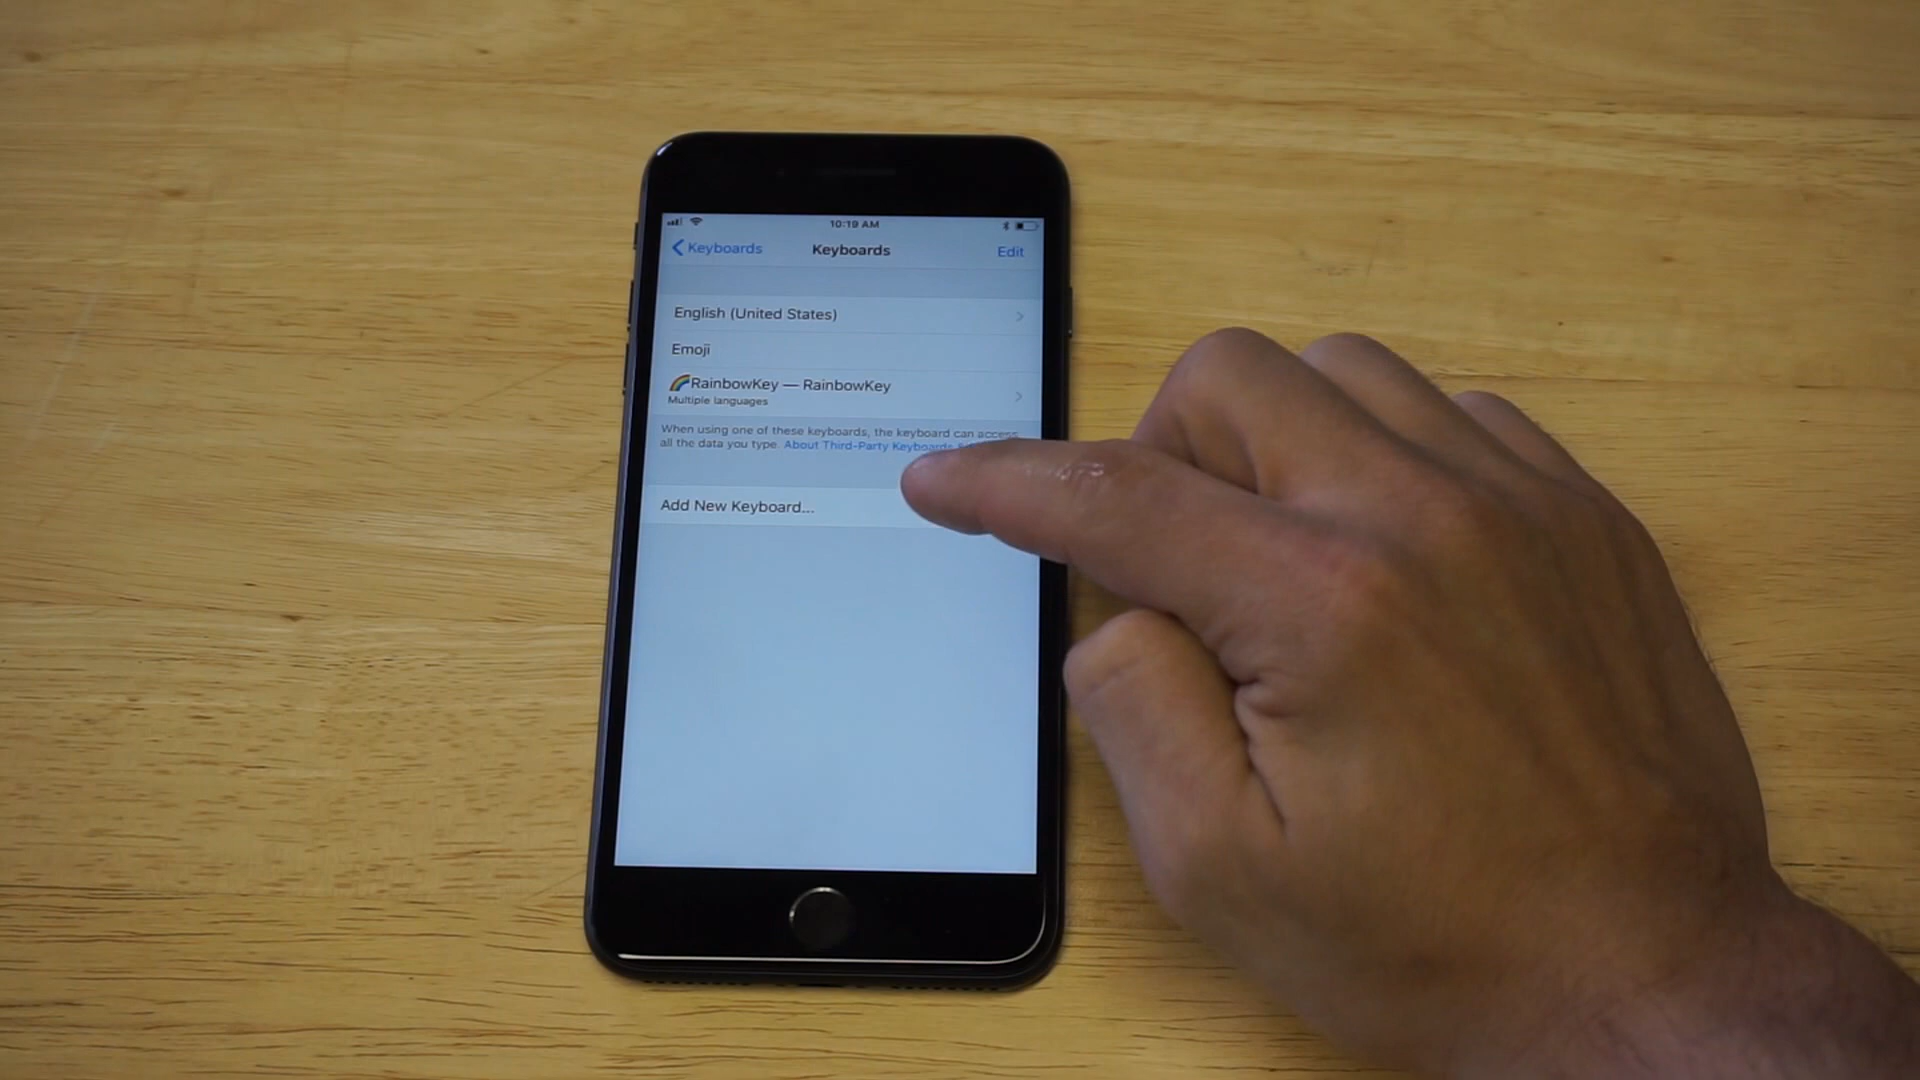 10:19 AM
Keyboards
Keyboards
Edit
English (United States)
Emoji
RainbowKey — RainbowKey
Multiple languages
When using one of these keyboards, the keyboard can access
all the data you type. About Third-Party Keyboards &
Add New Keyboard...